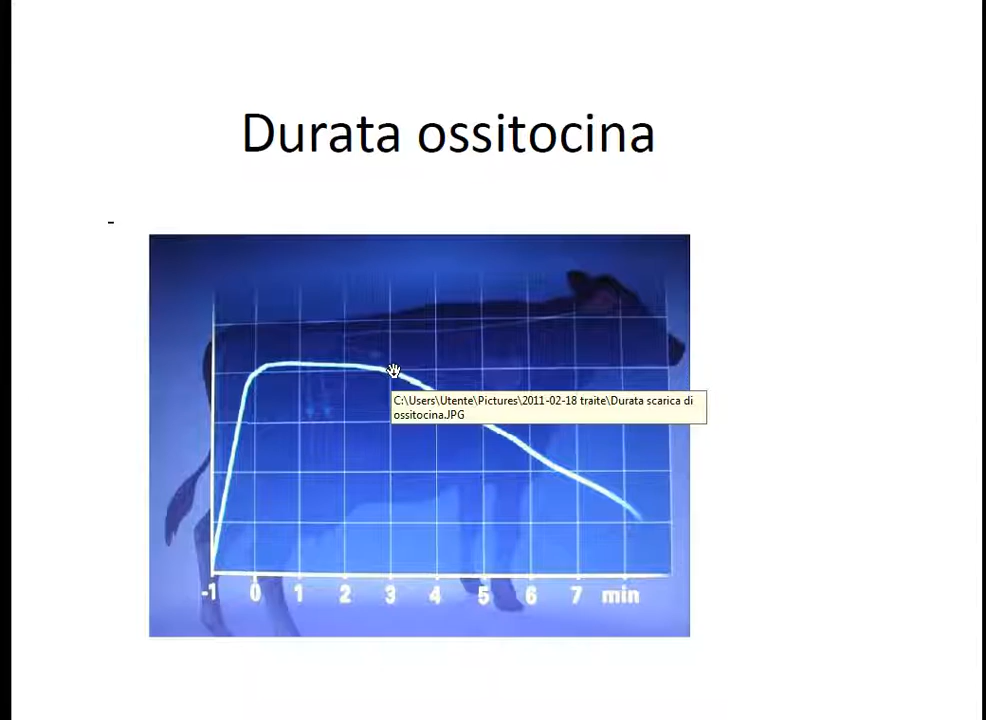 Durata ossitocina
-
C:\Users\Utente\Pictures\2011-02-18 traite\Durata scarica di
ossitocina.JPG
-1 0 1 2 3 4 5 6 7 min